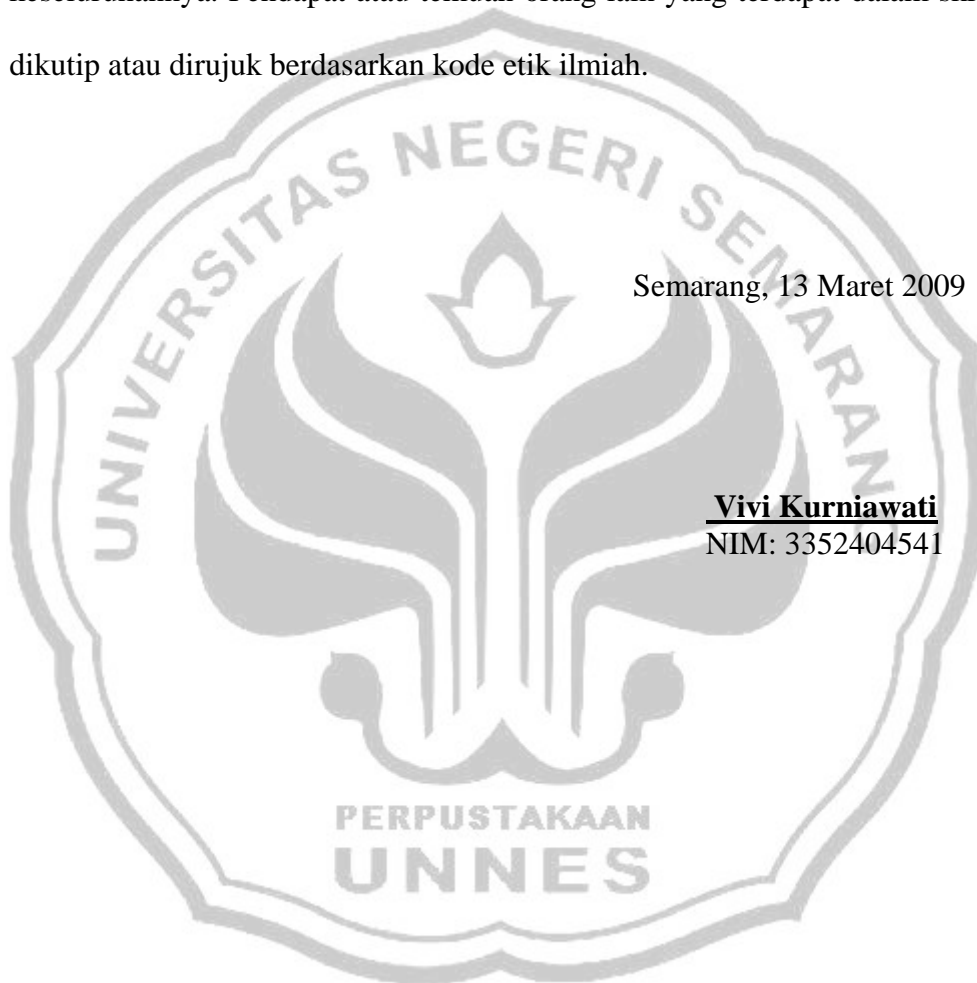 dikutip atau dirujuk berdasarkan kode etik ilmiah.
UNIVERSITAS NEGERI SEMARANG
Semarang, 13 Maret 2009
Vivi Kurniawati
NIM: 3352404541
PERPUSTAKAAN
UNNES